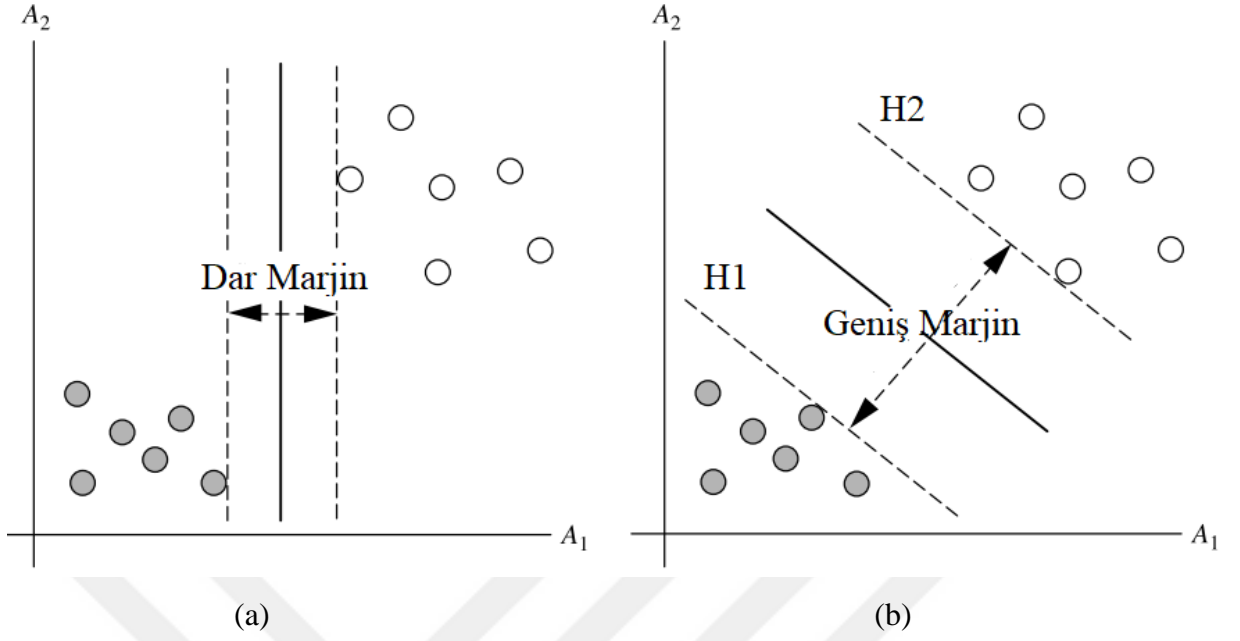 A₂
Dar Marjin
A₁
(a)
A₂
H2
H1
Geniş Marjin
A₁
(b)